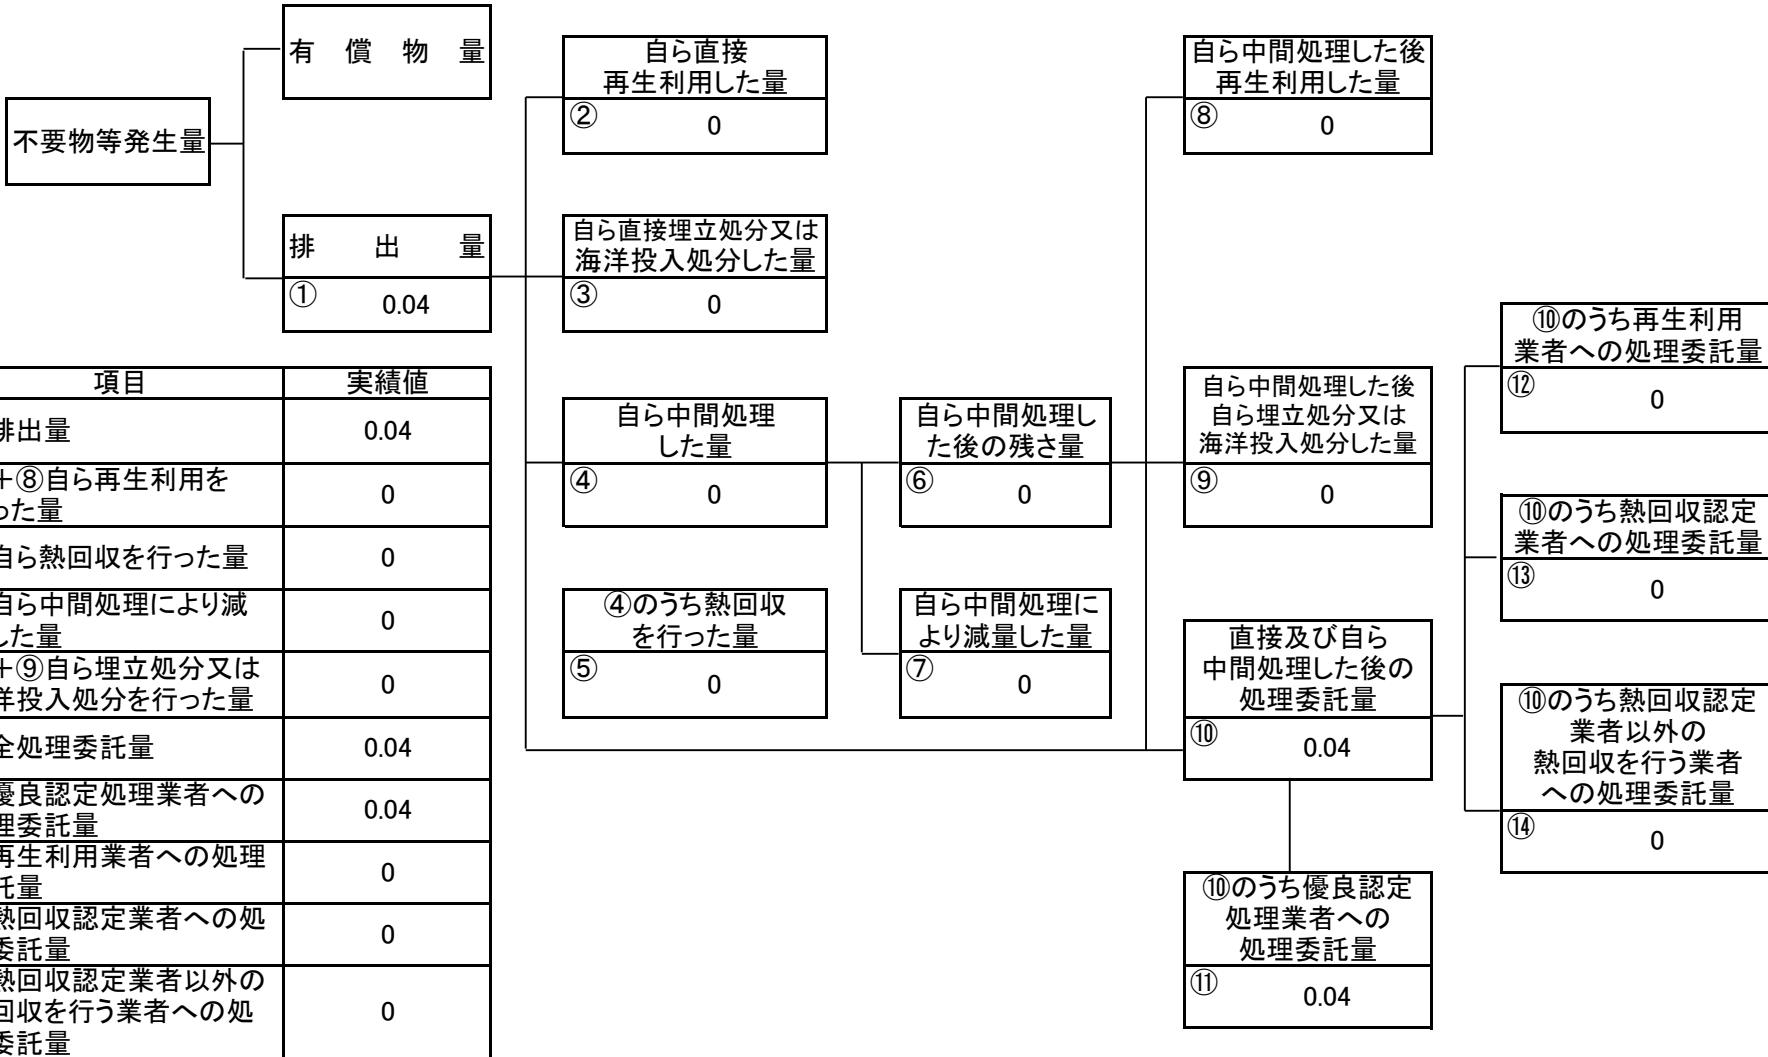 不要物等発生量
有償物量
排出量
①
0.04
自ら直接
再生利用した量
②
0
自ら直接埋立処分又は
海洋投入処分した量
③
0
自ら中間処理
した量
④
0
④のうち熱回収
を行った量
⑤
0
自ら中間処理し
た後の残さ量
⑥
0
自ら中間処理に
より減量した量
⑦
0
自ら中間処理した後
再生利用した量
⑧
0
自ら中間処理した後
自ら埋立処分又は
海洋投入処分した量
⑨
0
直接及び自ら
中間処理した後の
処理委託量
⑩
0.04
⑩のうち優良認定
処理業者への
処理委託量
⑪
0.04
⑩のうち再生利用
業者への処理委託量
⑫
0
⑩のうち熱回収認定
業者への処理委託量
⑬
0
⑩のうち熱回収認定
業者以外の
熱回収を行う業者
への処理委託量
⑭
0
項目 実績値
排出量 0.04
+⑧自ら再生利用を
った量
0
自ら熱回収を行った量 0
自ら中間処理により減
した量
0
+⑨自ら埋立処分又は
洋投入処分を行った量
0
全処理委託量 0.04
優良認定処理業者への
理委託量
0.04
再生利用業者への処理
託量
0
熱回収認定業者への処
委託量
0
熱回収認定業者以外の
回収を行う業者への処
委託量
0